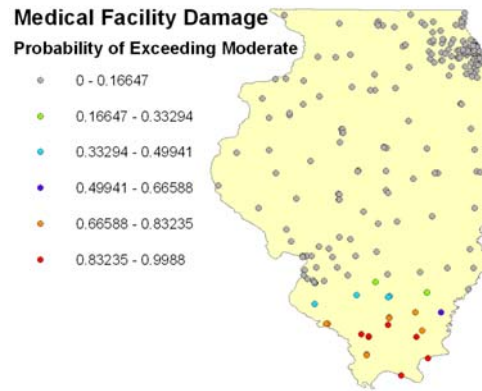 Medical Facility Damage
Probability of Exceeding Moderate
0 - 0.16647
0.16647 - 0.33294
0.33294 - 0.49941
0.49941 - 0.66588
0.66588 - 0.83235
0.83235 - 0.9988